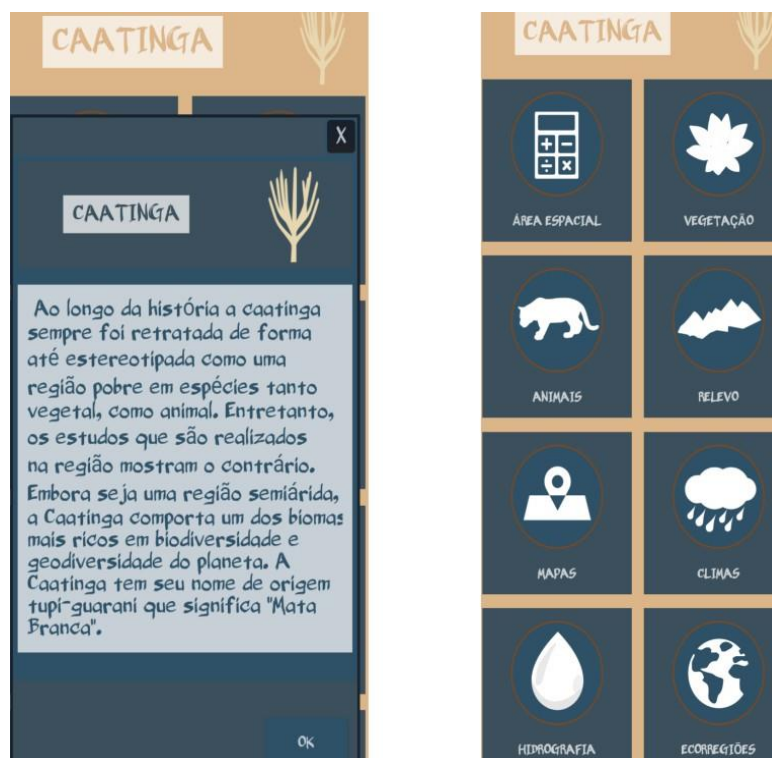 CAATINGA
X
CAATINGA
Ao longo da história a caatinga
sempre foi retratada de forma
até estereotipada como uma
região pobre em espécies tanto
vegetal, como animal. Entretanto,
os estudos que são realizados
na região mostram o contrário.
Embora seja uma região semiárida,
a Caatinga comporta um dos biomas
mais ricos em biodiversidade e
geodiversidade do planeta. A
Caatinga tem seu nome de origem
tupi-guarani que significa "Mata
Branca".
OK
CAATINGA
ÁREA ESPACIAL
VEGETAÇÃO
ANIMAIS
RELEVO
MAPAS
CLIMAS
HIDROGRAFIA
ECORREGIÕES